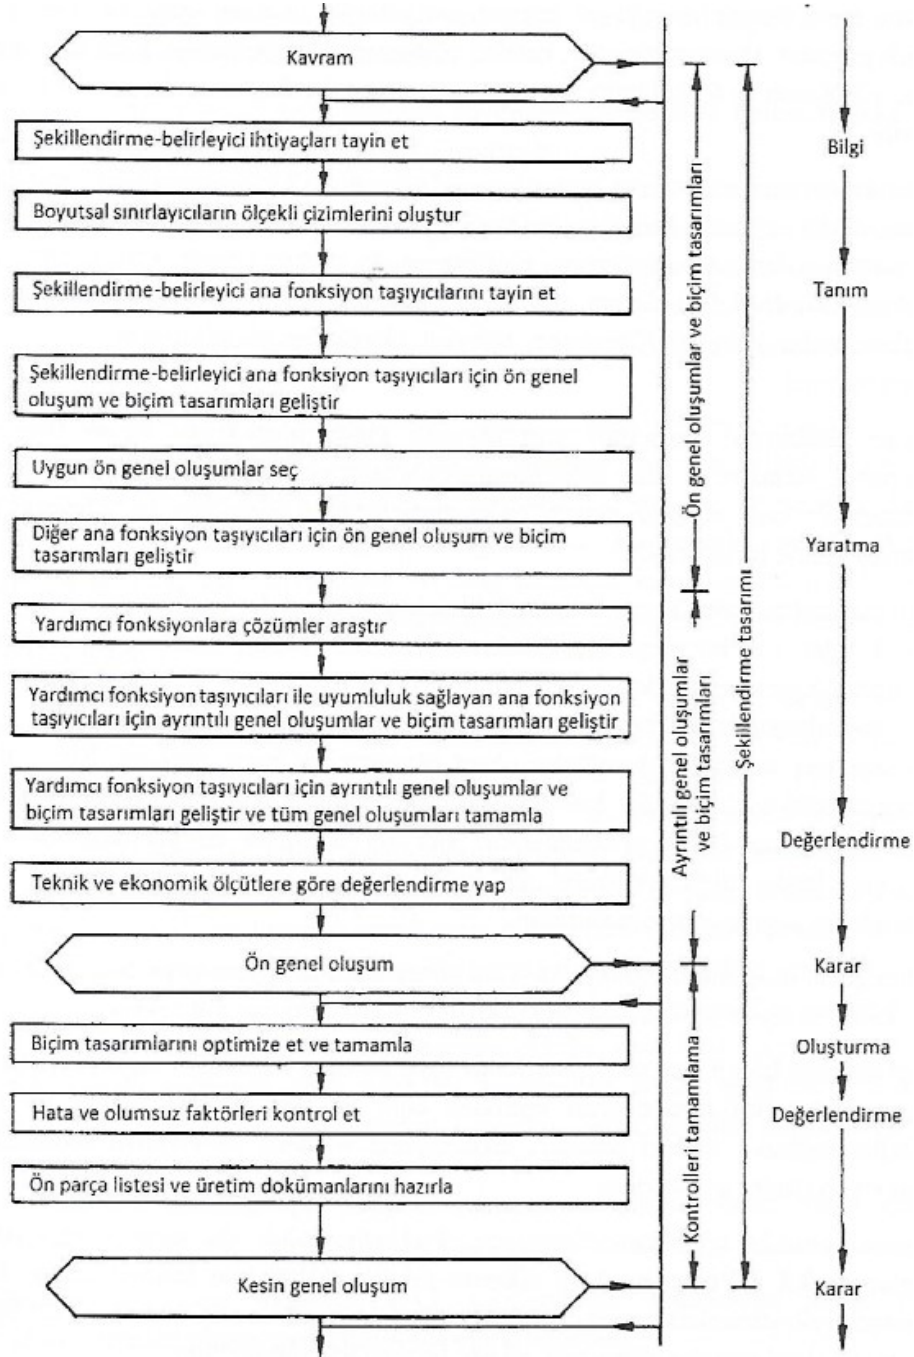 Kavram
Şekillendirme-belirleyici ihtiyaçları tayin et
Boyutsal sınırlayıcıların ölçekli çizimlerini oluştur
Şekillendirme-belirleyici ana fonksiyon taşıyıcılarını tayin et
Şekillendirme-belirleyici ana fonksiyon taşıyıcıları için ön genel
oluşum ve biçim tasarımları geliştir
Uygun ön genel oluşumlar seç
Diğer ana fonksiyon taşıyıcıları için ön genel oluşum ve biçim
tasarımları geliştir
Yardımcı fonksiyonlara çözümler araştır
Yardımcı fonksiyon taşıyıcıları ile uyumluluk sağlayan ana fonksiyon
taşıyıcıları için ayrıntılı genel oluşumlar ve biçim tasarımları geliştir
Yardımcı fonksiyon taşıyıcıları için ayrıntılı genel oluşumlar ve
biçim tasarımları geliştir ve tüm genel oluşumları tamamla
Teknik ve ekonomik ölçütlere göre değerlendirme yap
Ön genel oluşum
Biçim tasarımlarını optimize et ve tamamla
Hata ve olumsuz faktörleri kontrol et
Ön parça listesi ve üretim dokümanlarını hazırla
Kesin genel oluşum
Ön genel oluşumlar ve biçim tasarımları
Ayrıntılı genel oluşumlar
ve biçim tasarımları
Kontrolleri tamamlama
Şekillendirme tasarımı
Bilgi
Tanım
Yaratma
Değerlendirme
Karar
Oluşturma
Değerlendirme
Karar